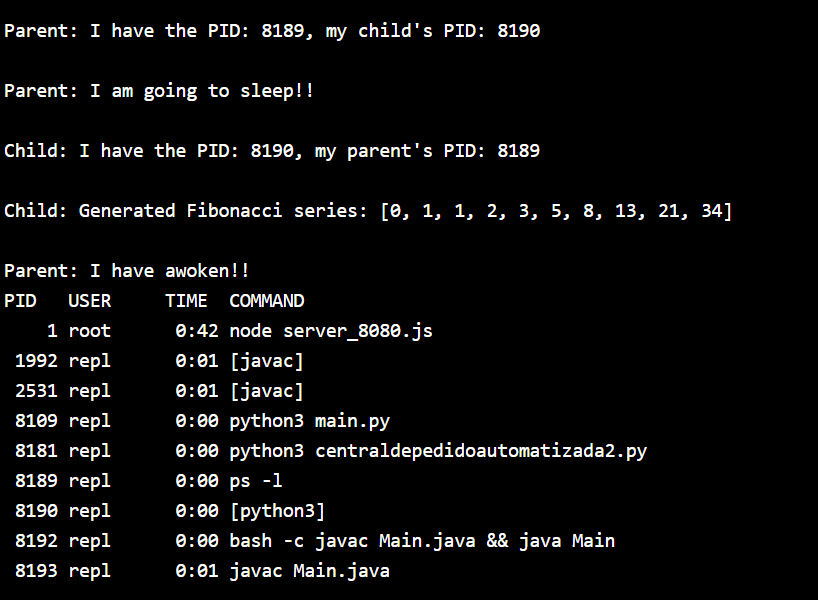 Parent: I have the PID: 8189, my child's PID: 8190
Parent: I am going to sleep!!
Child: I have the PID: 8190, my parent's PID: 8189
Child: Generated Fibonacci series: [0, 1, 1, 2, 3, 5, 8, 13, 21, 34]
Parent: I have awoken!!
PID   USER     TIME  COMMAND
    1 root      0:42 node server_8080.js
 1992 repl      0:01 [javac]
 2531 repl      0:01 [javac]
 8109 repl      0:00 python3 main.py
 8181 repl      0:00 python3 centraldepedidoautomatizada2.py
 8189 repl      0:00 ps -l
 8190 repl      0:00 [python3]
 8192 repl      0:00 bash -c javac Main.java && java Main
 8193 repl      0:01 javac Main.java